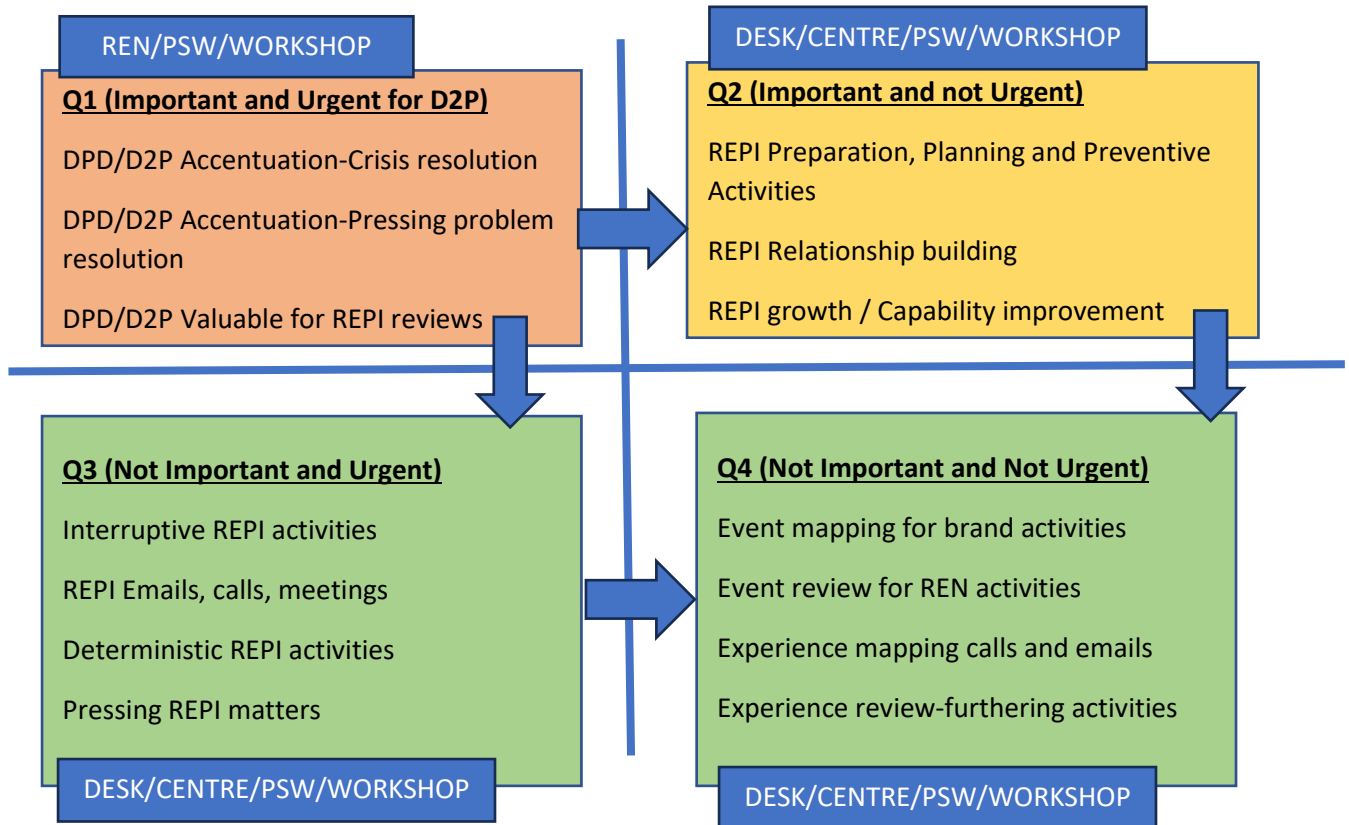 REN/PSW/WORKSHOP
Q1 (Important and Urgent for D2P)
DPD/D2P Accentuation-Crisis resolution
DPD/D2P Accentuation-Pressing problem
resolution
DPD/D2P Valuable for REPI reviews
DESK/CENTRE/PSW/WORKSHOP
Q2 (Important and not Urgent)
REPI Preparation, Planning and Preventive
Activities
REPI Relationship building
REPI growth / Capability improvement
Q3 (Not Important and Urgent)
Interruptive REPI activities
REPI Emails, calls, meetings
Deterministic REPI activities
Pressing REPI matters
DESK/CENTRE/PSW/WORKSHOP
Q4 (Not Important and Not Urgent)
Event mapping for brand activities
Event review for REN activities
Experience mapping calls and emails
Experience review-furthering activities
DESK/CENTRE/PSW/WORKSHOP